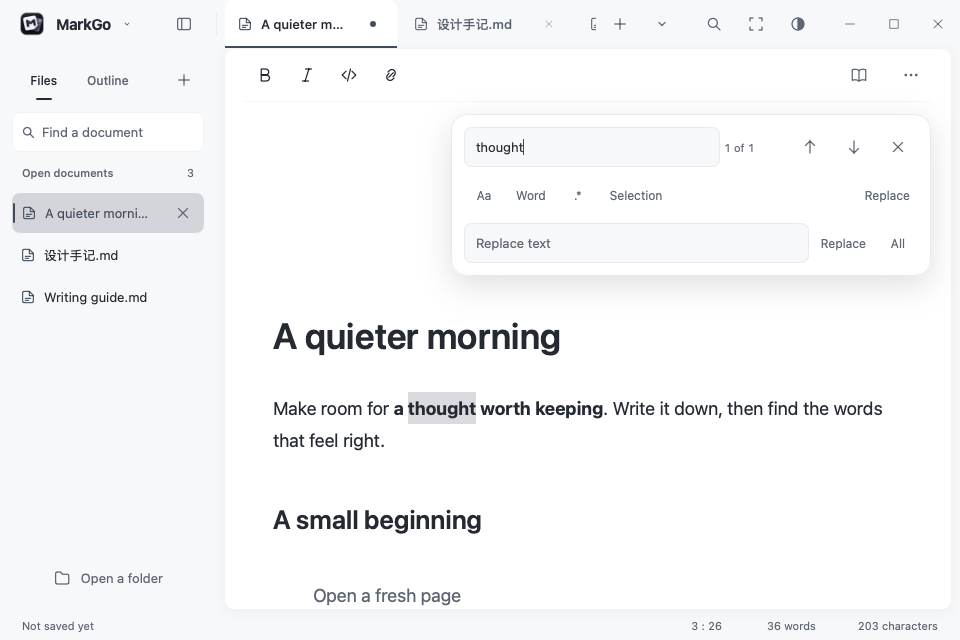 MarkGo
A quieter m...
设计手记.md
Files
Outline
Find a document
Open documents
3
A quieter morni...
设计手记.md
Writing guide.md
Open a folder
Not saved yet
B I </>
thought
1 of 1
Aa
Word
.*
Selection
Replace
Replace text
Replace
All
A quieter morning
Make room for a thought worth keeping. Write it down, then find the words
that feel right.
A small beginning
Open a fresh page
3 : 26
36 words
203 characters